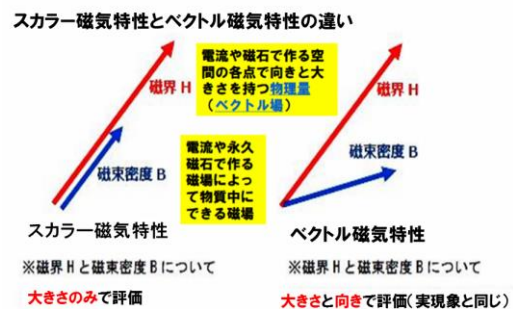 スカラー磁気特性とベクトル磁気特性の違い
電流や磁石で作る空
間の各点で向きと大
きさを持つ物理量
（ベクトル場）
磁界 H
磁界 H
電流や永久
磁石で作る
磁場によっ
て物質中に
できる磁場
磁束密度 B
磁束密度 B
スカラー磁気特性
ベクトル磁気特性
※磁界 H と磁束密度 B について
大きさのみで評価
※磁界 H と磁束密度 B について
大きさと向きで評価(実現象と同じ)